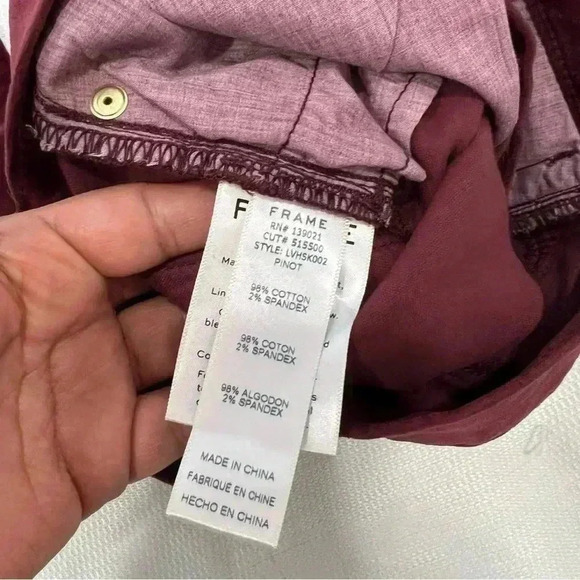 FRAME
RN# 139021
CUT# 515500
STYLE: LVHSK002
PINOT
98% COTTON
2% SPANDEX
98% COTON
2% SPANDEX
98% ALGODON
2% SPANDEX
MADE IN CHINA
FABRIQUE EN CHINE
HECHO EN CHINA